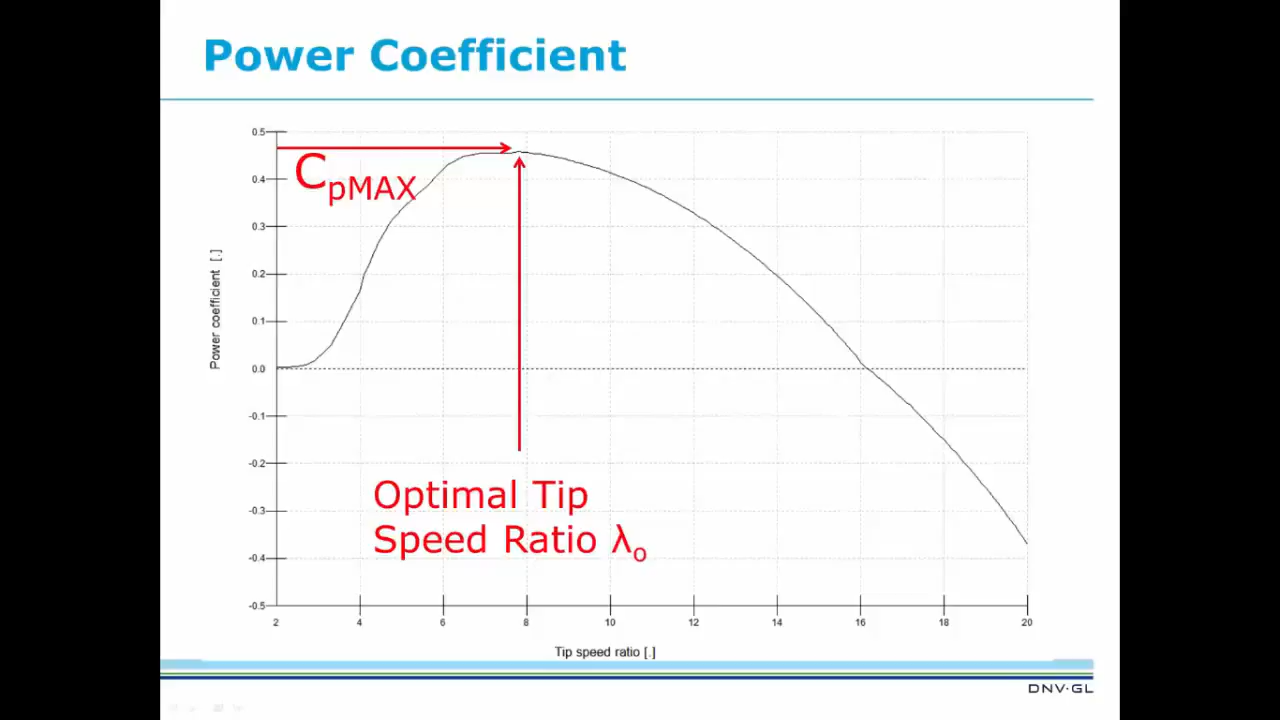 Power Coefficient
0.5
C_pMAX
0.4
0.3
0.2
0.1
0.0
-0.1
-0.2
-0.3
-0.4
-0.5
Power coefficient [.]
Optimal Tip
Speed Ratio λ_o
2 4 6 8 10 12 14 16 18 20
Tip speed ratio [.]
DNV·GL